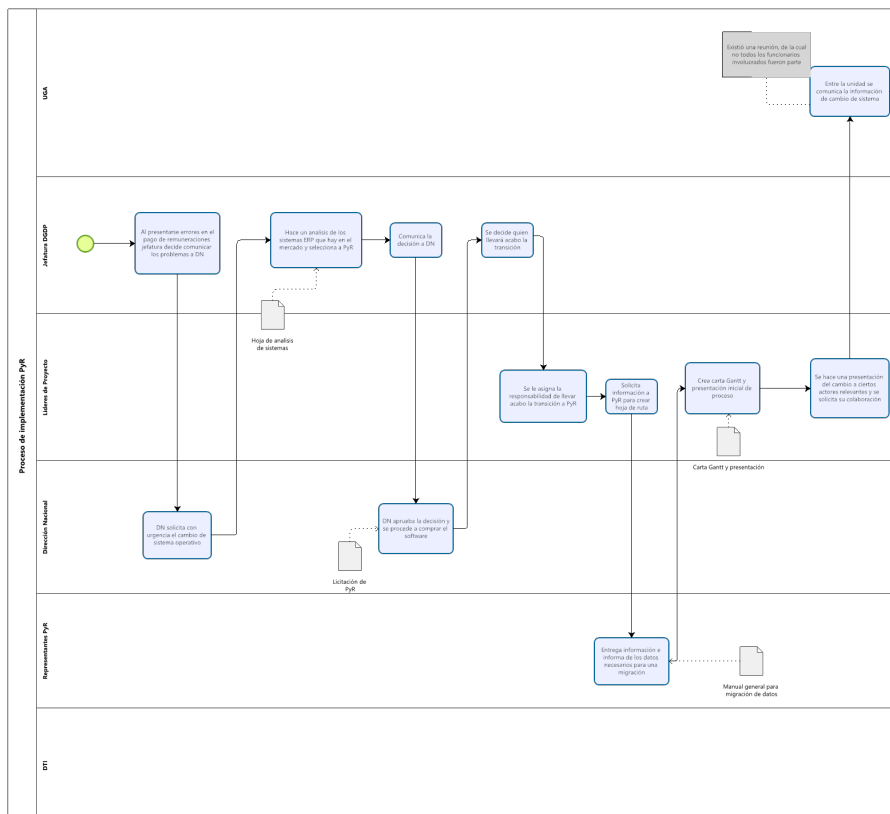 Proceso de implementación PyR
UGA
Existió una reunión, de la cual
no todos los funcionarios
involucrados fueron parte
Entre la unidad se
comunica la información
de cambio de sistema
Jefatura DGDP
Al presentarse errores en el
pago de remuneraciones
jefatura decide comunicar
los problemas a DN
Hace un analisis de los
sistemas ERP que hay en el
mercado y selecciona a PyR
Comunica la
decisión a DN
Se decide quien
llevará acabo la
transición
Hoja de analisis
de sistemas
Lideres de Proyecto
Se le asigna la
responsabilidad de llevar
acabo la transición a PyR
Solicita
información a
PyR para crear
hoja de ruta
Crea carta Gantt y
presentación inicial de
proceso
Se hace una presentación
del cambio a ciertos
actores relevantes y se
solicita su colaboración
Carta Gantt y presentación
Dirección Nacional
DN solicita con
urgencia el cambio de
sistema operativo
DN aprueba la decisión y
se procede a comprar el
software
Licitación de
PyR
Representantes PyR
Entrega información e
informa de los datos
necesarios para una
migración
Manual general para
migración de datos
DTI